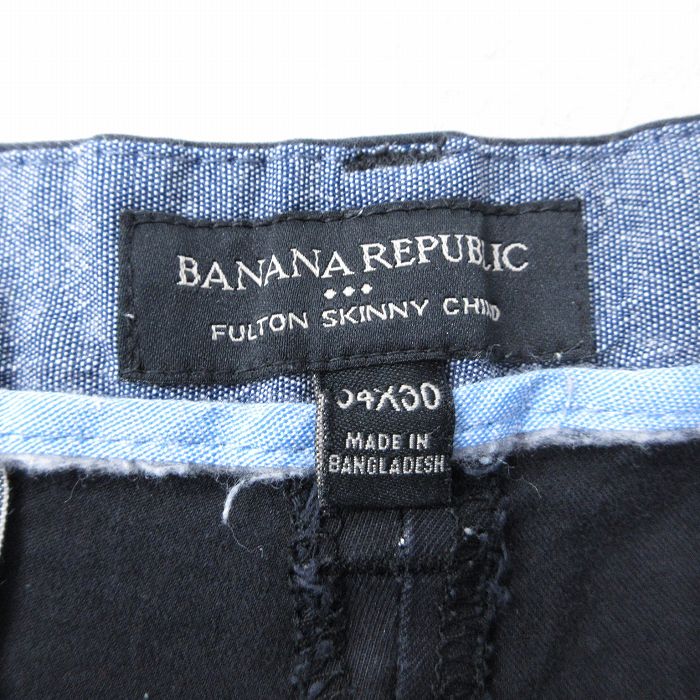 BANANA REPUBLIC
FULTON SKINNY CHINO
34X30
MADE IN
BANGLADESH